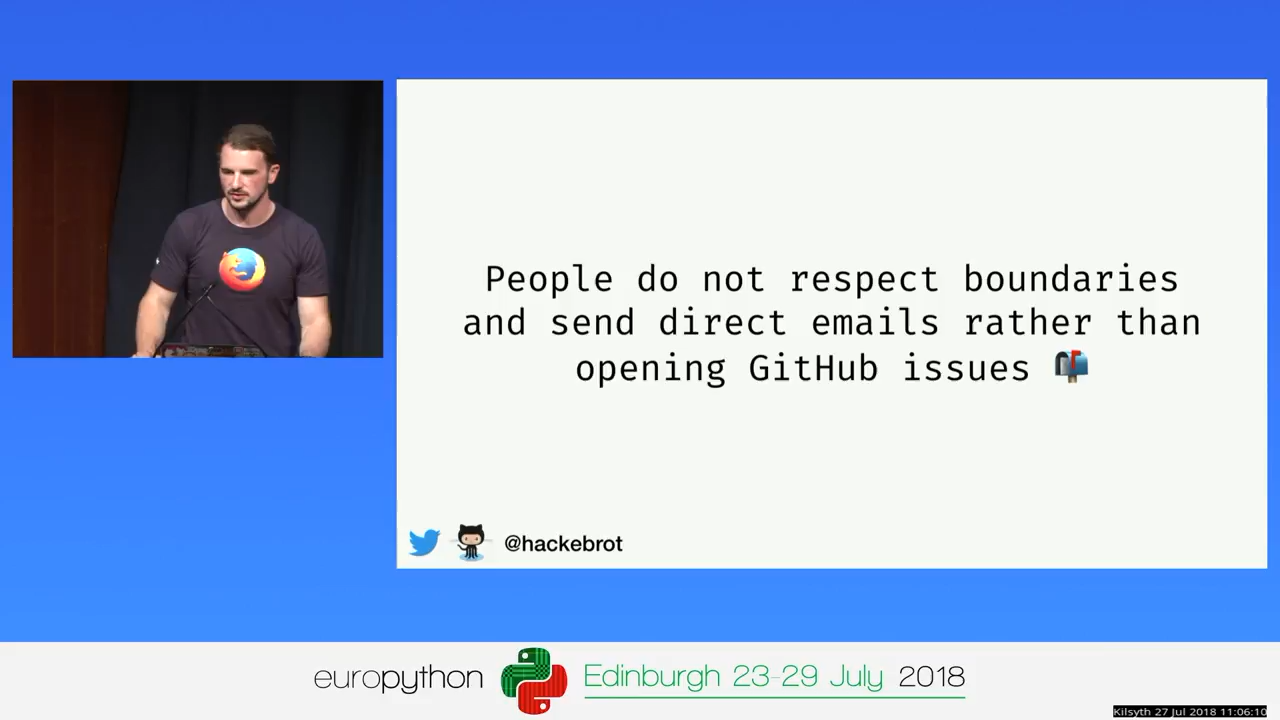 People do not respect boundaries
and send direct emails rather than
opening GitHub issues
@hackebrot
europython Edinburgh 23-29 July 2018
Kilsyth 27 Jul 2018 11:06:10